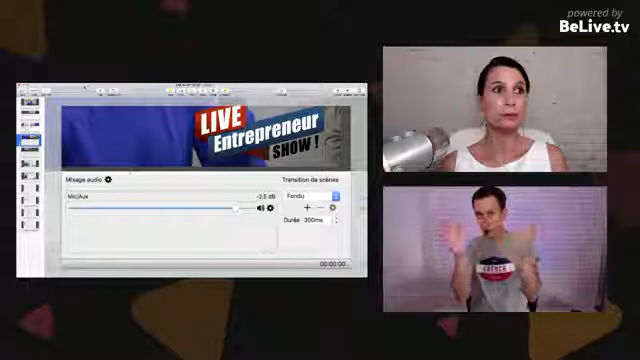 powered by
BeLive.tv
LIVE
Entrepreneur
SHOW !
Mixage audio
Transition de scènes
Mic/Aux
-2.5 dB
Fondu
Durée
300ms
FRENCH
00:00:00